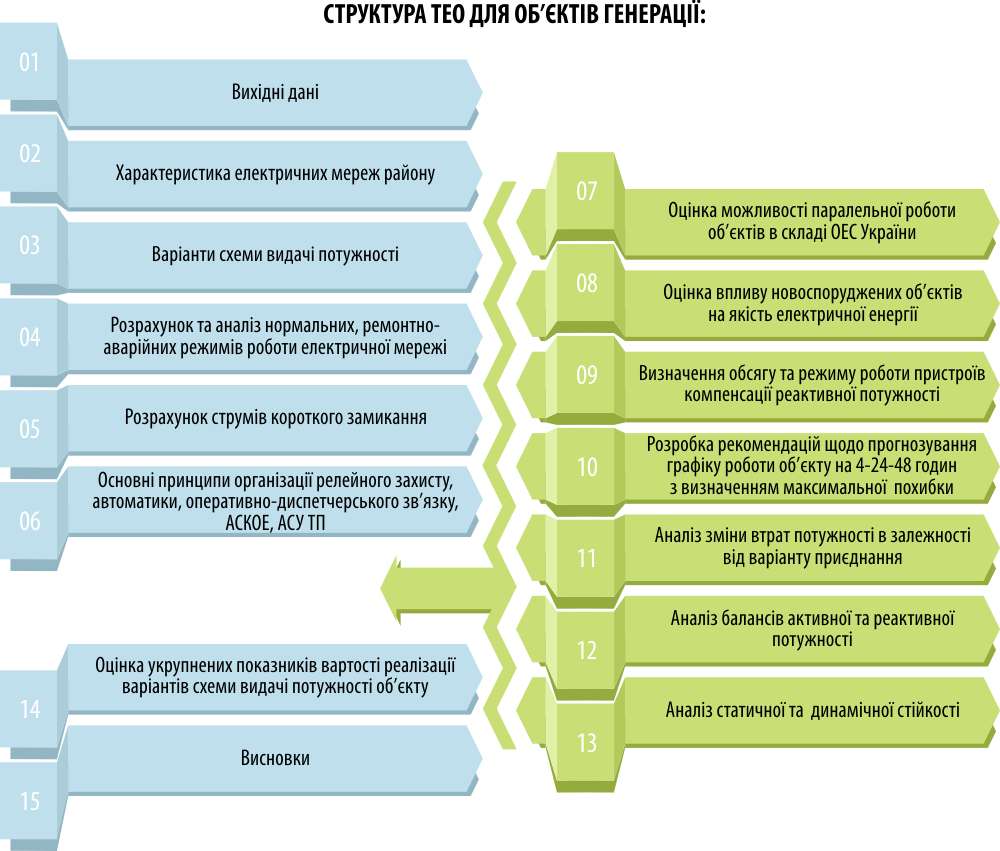 СТРУКТУРА ТЕО ДЛЯ ОБ’ЄКТІВ ГЕНЕРАЦІЇ:
01
Вихідні дані
02
Характеристика електричних мереж району
03
Варіанти схеми видачі потужності
04
Розрахунок та аналіз нормальних, ремонтно-
аварійних режимів роботи електричної мережі
05
Розрахунок струмів короткого замикання
06
Основні принципи організації релейного захисту,
автоматики, оперативно-диспетчерського зв’язку,
АСКОЕ, АСУ ТП
07
Оцінка можливості паралельної роботи
об’єктів в складі ОЕС України
08
Оцінка впливу новоспоруджених об’єктів
на якість електричної енергії
09
Визначення обсягу та режиму роботи пристроїв
компенсації реактивної потужності
10
Розробка рекомендацій щодо прогнозування
графіку роботи об’єкту на 4-24-48 годин
з визначенням максимальної похибки
11
Аналіз зміни втрат потужності в залежності
від варіанту приєднання
12
Аналіз балансів активної та реактивної
потужності
13
Аналіз статичної та динамічної стійкості
14
Оцінка укрупнених показників вартості реалізації
варіантів схеми видачі потужності об’єкту
15
Висновки